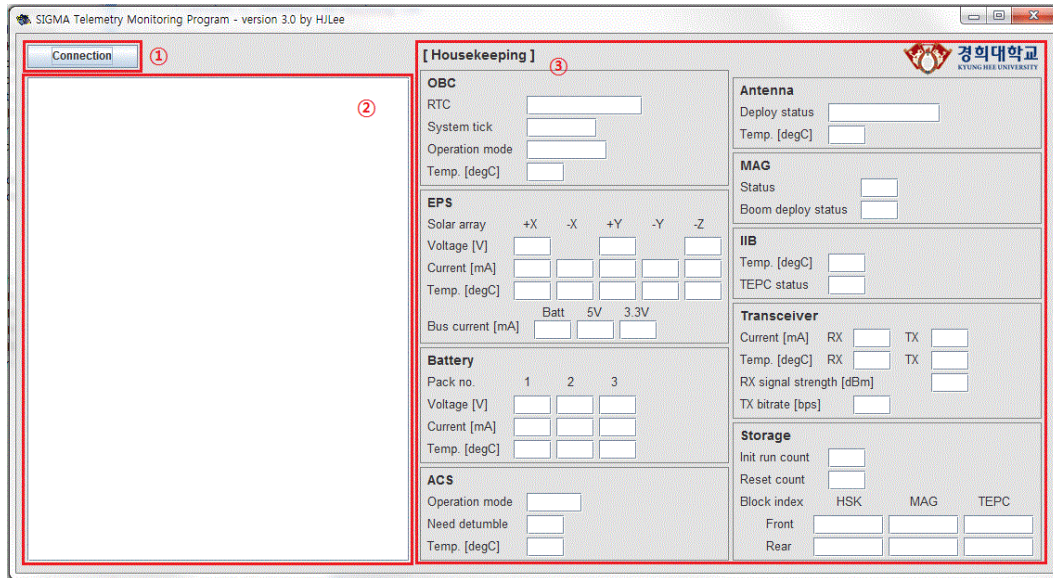 SIGMA Telemetry Monitoring Program - version 3.0 by HJLee
Connection
①
②
[ Housekeeping ]
③
경희대학교
KYUNG HEE UNIVERSITY
OBC
RTC
System tick
Operation mode
Temp. [degC]
EPS
Solar array +X -X +Y -Y -Z
Voltage [V]
Current [mA]
Temp. [degC]
Batt 5V 3.3V
Bus current [mA]
Battery
Pack no. 1 2 3
Voltage [V]
Current [mA]
Temp. [degC]
ACS
Operation mode
Need detumble
Temp. [degC]
Antenna
Deploy status
Temp. [degC]
MAG
Status
Boom deploy status
IIB
Temp. [degC]
TEPC status
Transceiver
Current [mA] RX TX
Temp. [degC] RX TX
RX signal strength [dBm]
TX bitrate [bps]
Storage
Init run count
Reset count
Block index HSK MAG TEPC
Front
Rear